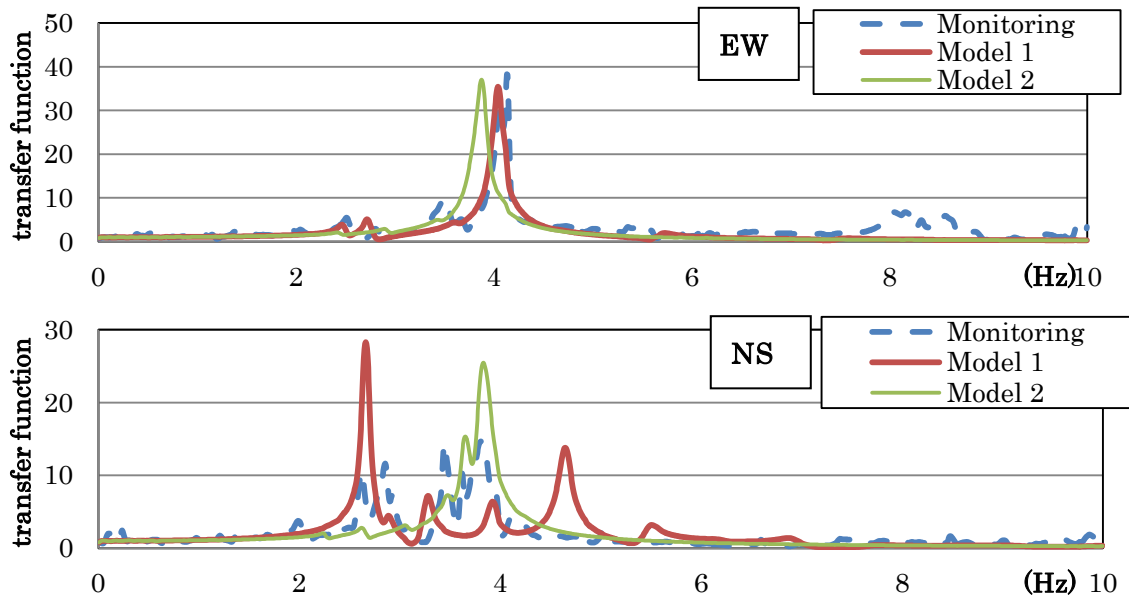 transfer function
50
40
30
20
10
0
EW
Monitoring
Model 1
Model 2
0 2 4 6 8 (Hz) 10
transfer function
30
20
10
0
NS
Monitoring
Model 1
Model 2
0 2 4 6 8 (Hz) 10